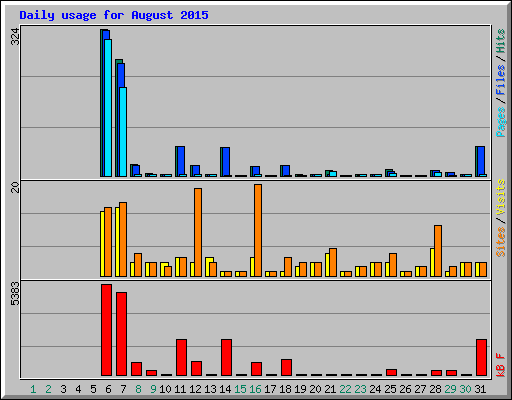 Daily usage for August 2015
324
Pages / Files / Hits
20
Sites / Visits
5383
kB F
1 2 3 4 5 6 7 8 9 10 11 12 13 14 15 16 17 18 19 20 21 22 23 24 25 26 27 28 29 30 31